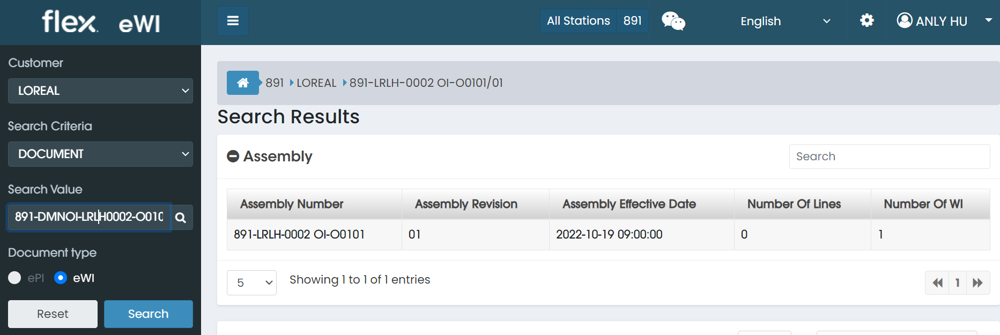 flex. eWI
All Stations 891
English
ANLY HU
Customer
LOREAL
Search Criteria
DOCUMENT
Search Value
891-DMNOI-LRLH0002-O010
Document type
ePI eWI
Reset Search
891 LOREAL 891-LRLH-0002 OI-O0101/01
Search Results
Assembly
Search
Assembly Number Assembly Revision Assembly Effective Date Number Of Lines Number Of WI
891-LRLH-0002 OI-O0101 01 2022-10-19 09:00:00 0 1
5 Showing 1 to 1 of 1 entries
1